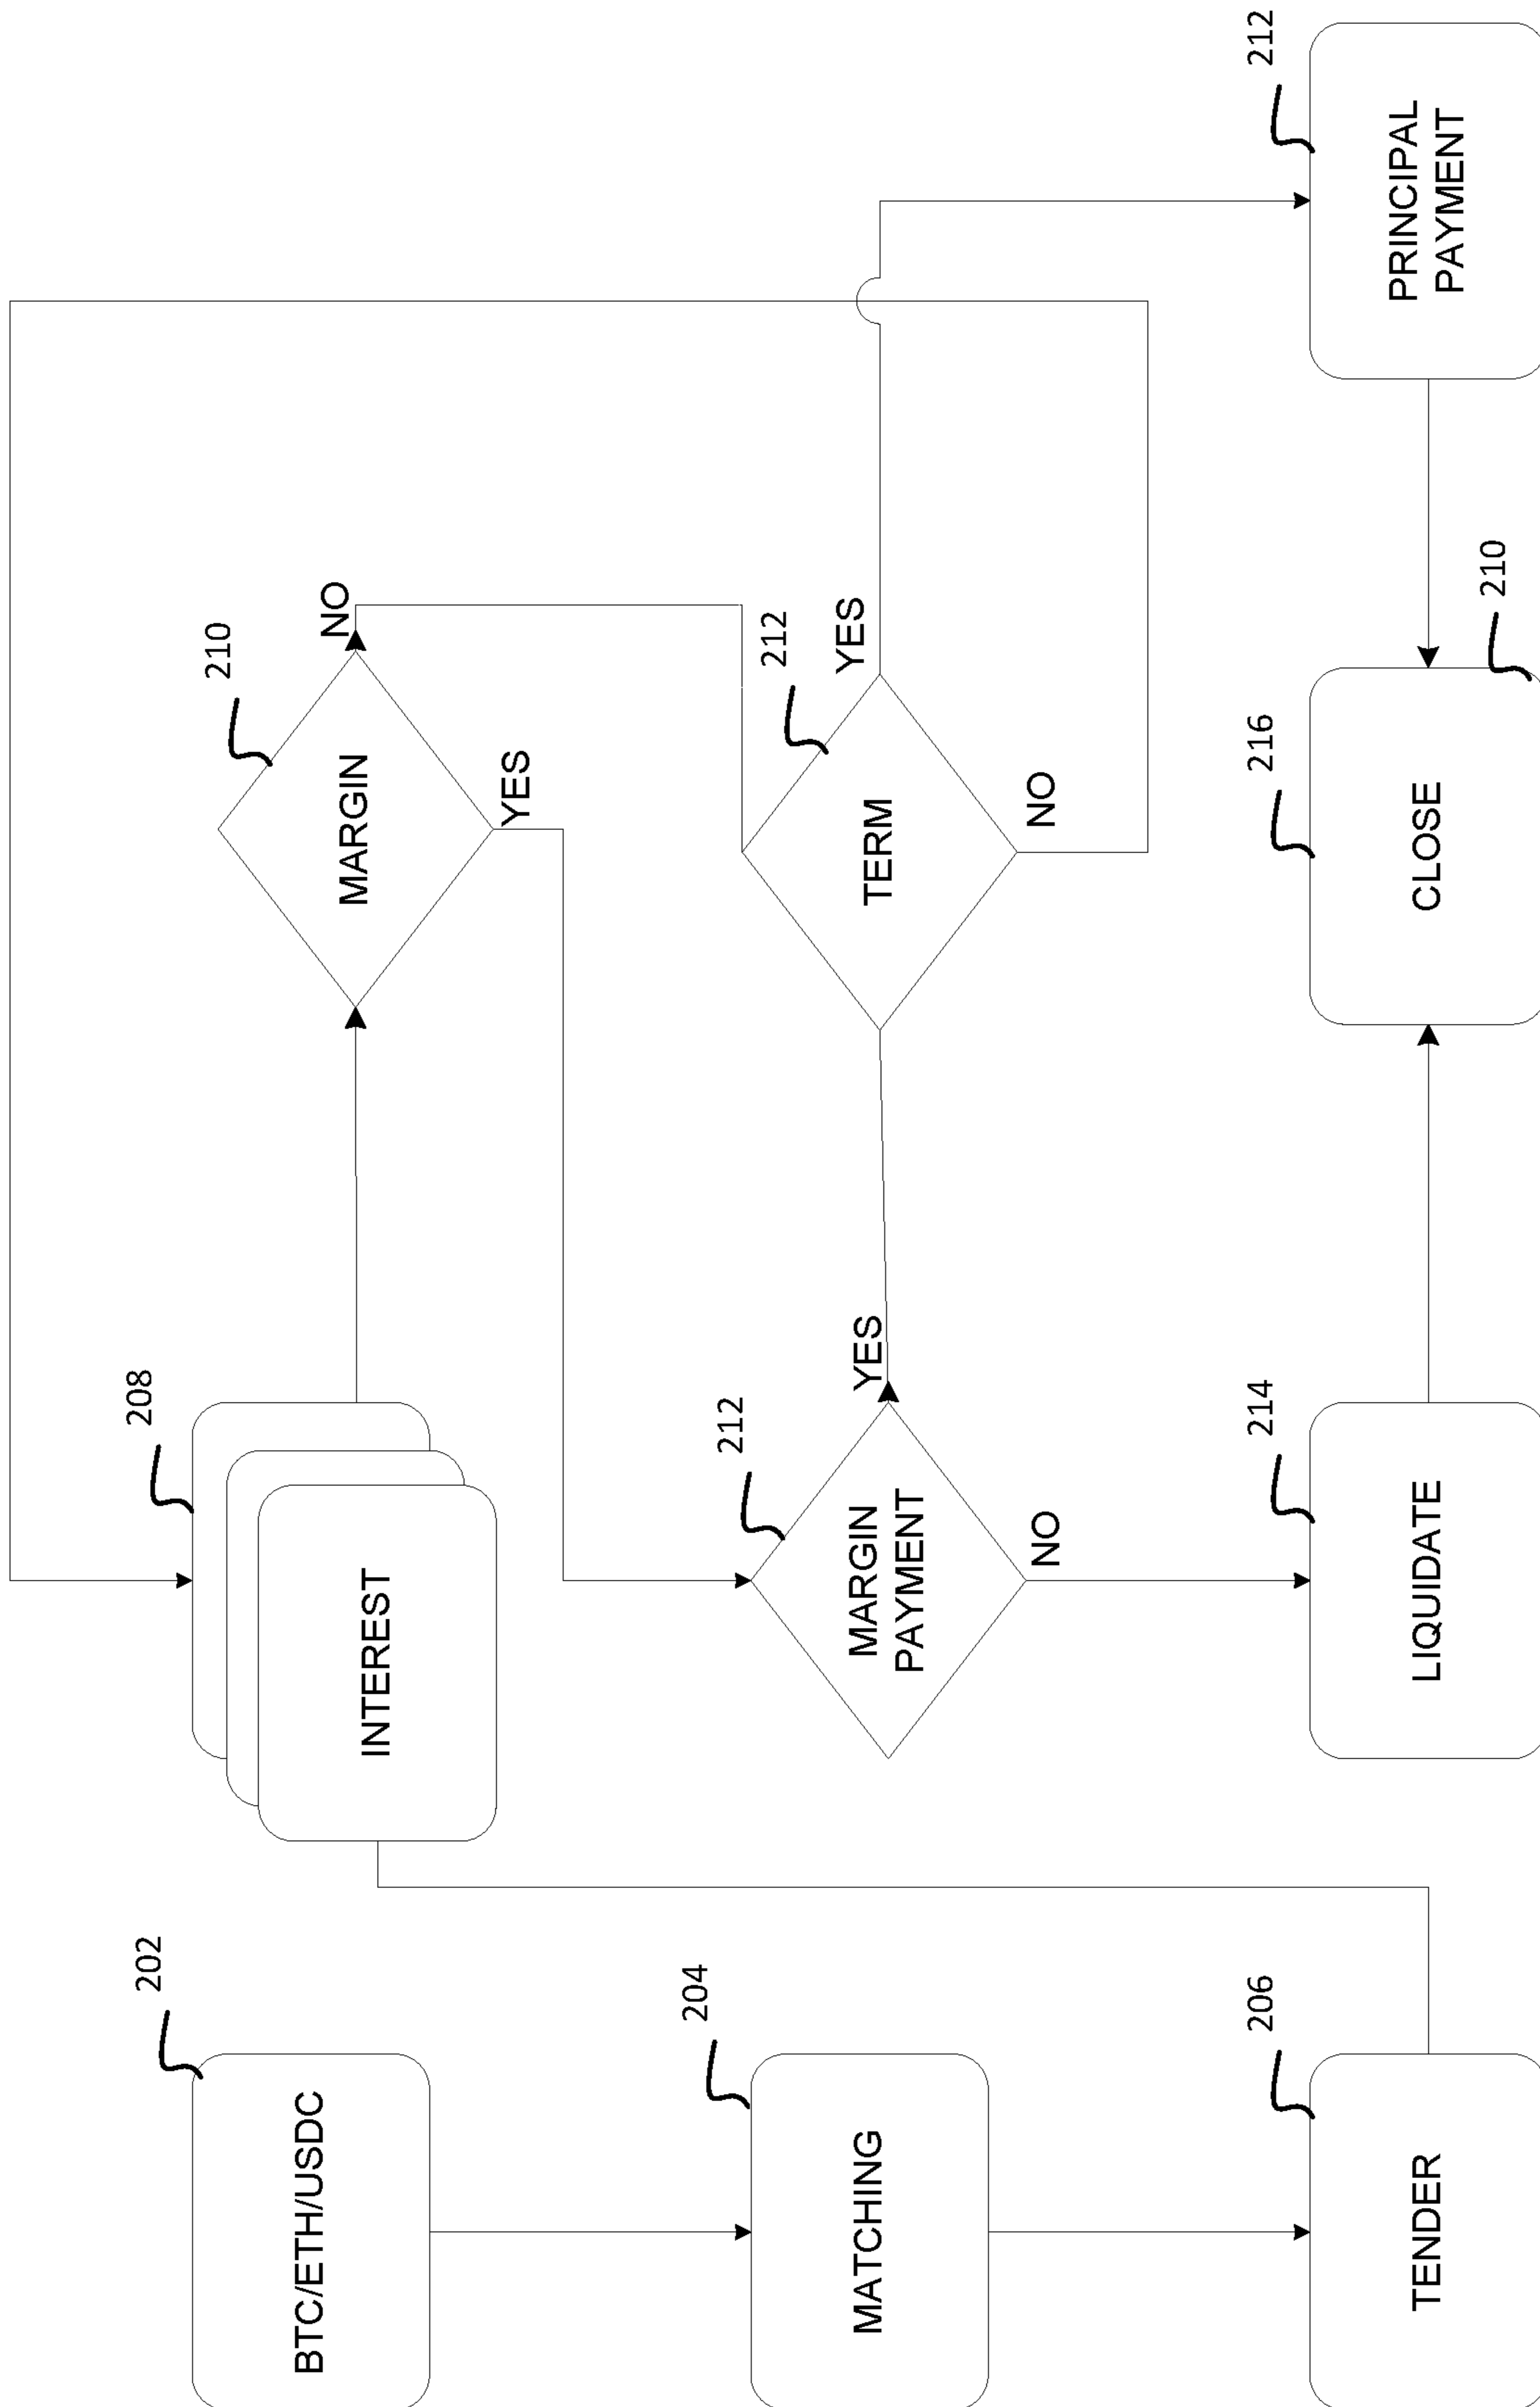 202
BTC/ETH/USDC
204
MATCHING
206
TENDER
208
INTEREST
210
MARGIN
NO
YES
212
MARGIN
PAYMENT
YES
NO
212
TERM
YES
NO
214
LIQUIDATE
216
CLOSE
210
212
PRINCIPAL
PAYMENT